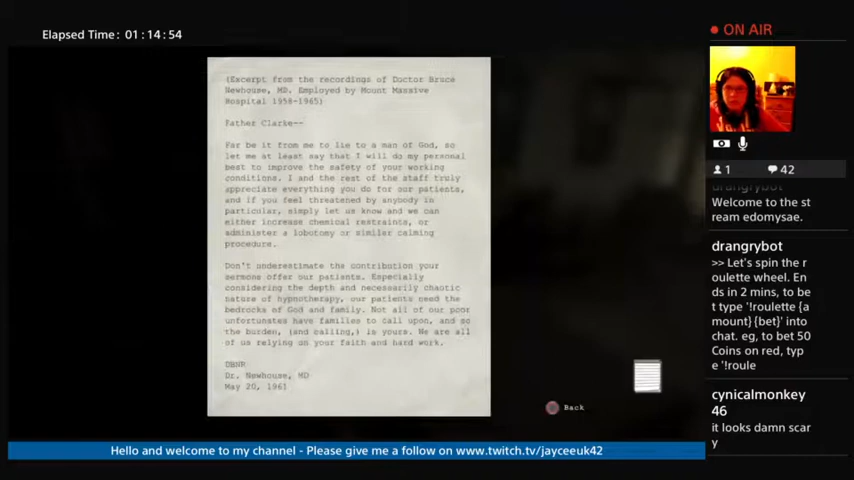 Elapsed Time: 01:14:54
(Excerpt from the recordings of Doctor Bruce
Newhouse, MD. Employed by Mount Massive
Hospital 1958-1965)
Father Clarke--
Far be it from me to lie to a man of God, so
let me at least say that I will do my personal
best to improve the safety of your working
conditions. I and the rest of the staff truly
appreciate everything you do for our patients,
and if you feel threatened by anybody in
particular, simply let us know and we can
either increase chemical restraints, or
administer a lobotomy or similar calming
procedure.
Don't underestimate the contribution your
sermons offer our patients. Especially
considering the depth and necessarily chaotic
nature of hypnotherapy, our patients need the
bedrocks of God and family. Not all of our poor
unfortunates have families to call upon, and so
the burden, (and calling,) is yours. We are all
of us relying on your faith and hard work.
DBNR
Dr. Newhouse, MD
May 20, 1961
Back
Hello and welcome to my channel - Please give me a follow on www.twitch.tv/jayceeuk42
ON AIR
1
42
drangrybot
Welcome to the st
ream edomysae.
drangrybot
>> Let's spin the r
oulette wheel. En
ds in 2 mins, to be
t type '!roulette {a
mount} {bet}' into
chat. eg, to bet 50
Coins on red, typ
e '!roule
cynicalmonkey
46
it looks damn scar
y